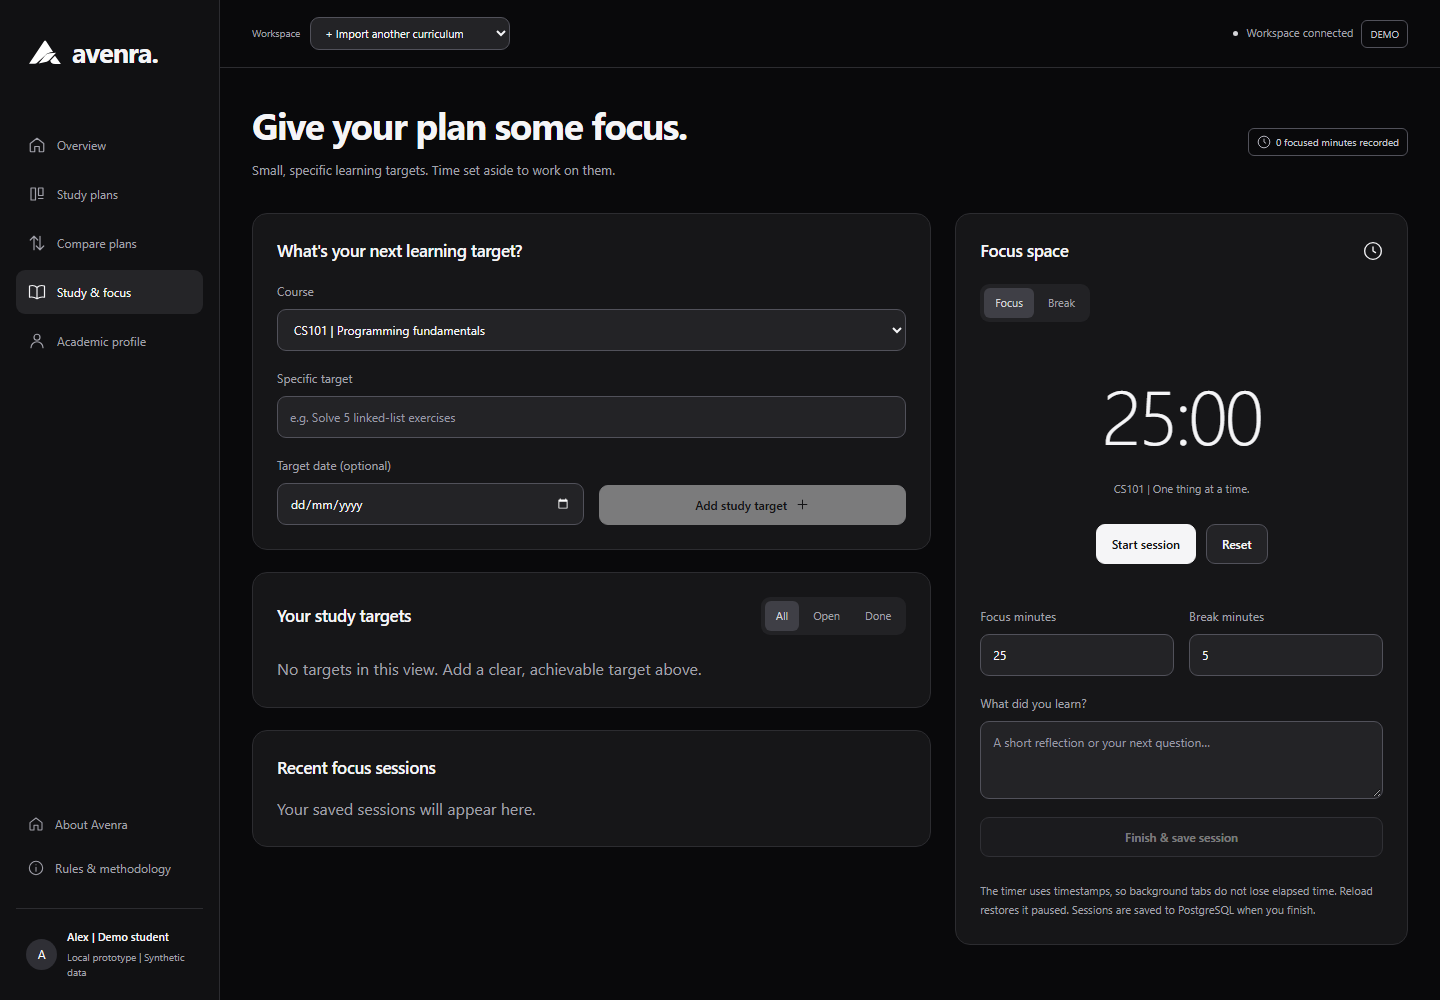 avenra.
Overview
Study plans
Compare plans
Study & focus
Academic profile
About Avenra
Rules & methodology
A
Alex | Demo student
Local prototype | Synthetic
data
Workspace
+ Import another curriculum
Workspace connected
DEMO
Give your plan some focus.
Small, specific learning targets. Time set aside to work on them.
0 focused minutes recorded
What's your next learning target?
Course
CS101 | Programming fundamentals
Specific target
e.g. Solve 5 linked-list exercises
Target date (optional)
dd/mm/yyyy
Add study target +
Your study targets
All Open Done
No targets in this view. Add a clear, achievable target above.
Recent focus sessions
Your saved sessions will appear here.
Focus space
Focus Break
25:00
CS101 | One thing at a time.
Start session Reset
Focus minutes Break minutes
25 5
What did you learn?
A short reflection or your next question...
Finish & save session
The timer uses timestamps, so background tabs do not lose elapsed time. Reload
restores it paused. Sessions are saved to PostgreSQL when you finish.